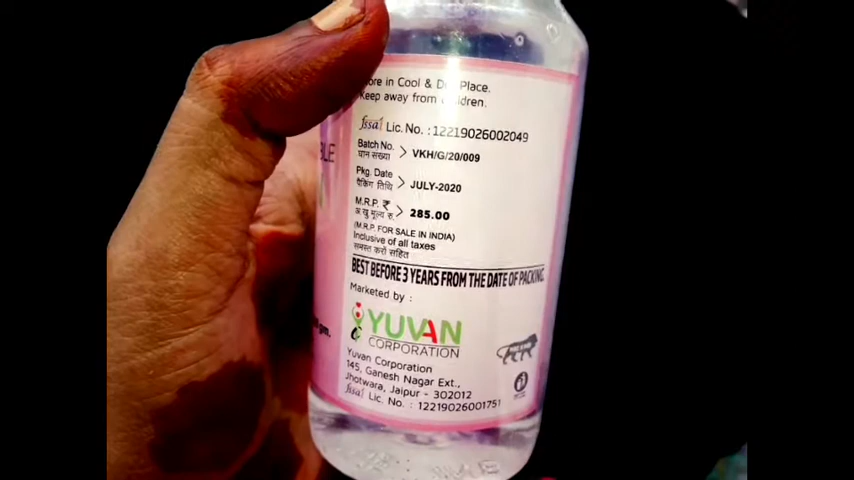 ore in Cool & Dry Place.
Keep away from children.
fssai Lic. No. : 12219026002049
BLE
Batch No.
घान संख्या > VKH/G/20/009
Pkg. Date
पैकिंग तिथि > JULY-2020
M.R.P. ₹
अ.खु.मूल्य रु. > 285.00
(M.R.P. FOR SALE IN INDIA)
Inclusive of all Taxes
समस्त करों सहित
BEST BEFORE 3 YEARS FROM THE DATE OF PACKING
Marketed by :
YUVAN
CORPORATION
gm.
Yuvan Corporation
145, Ganesh Nagar Ext.,
Jhotwara, Jaipur - 302012
fssai Lic. No. : 12219026001751